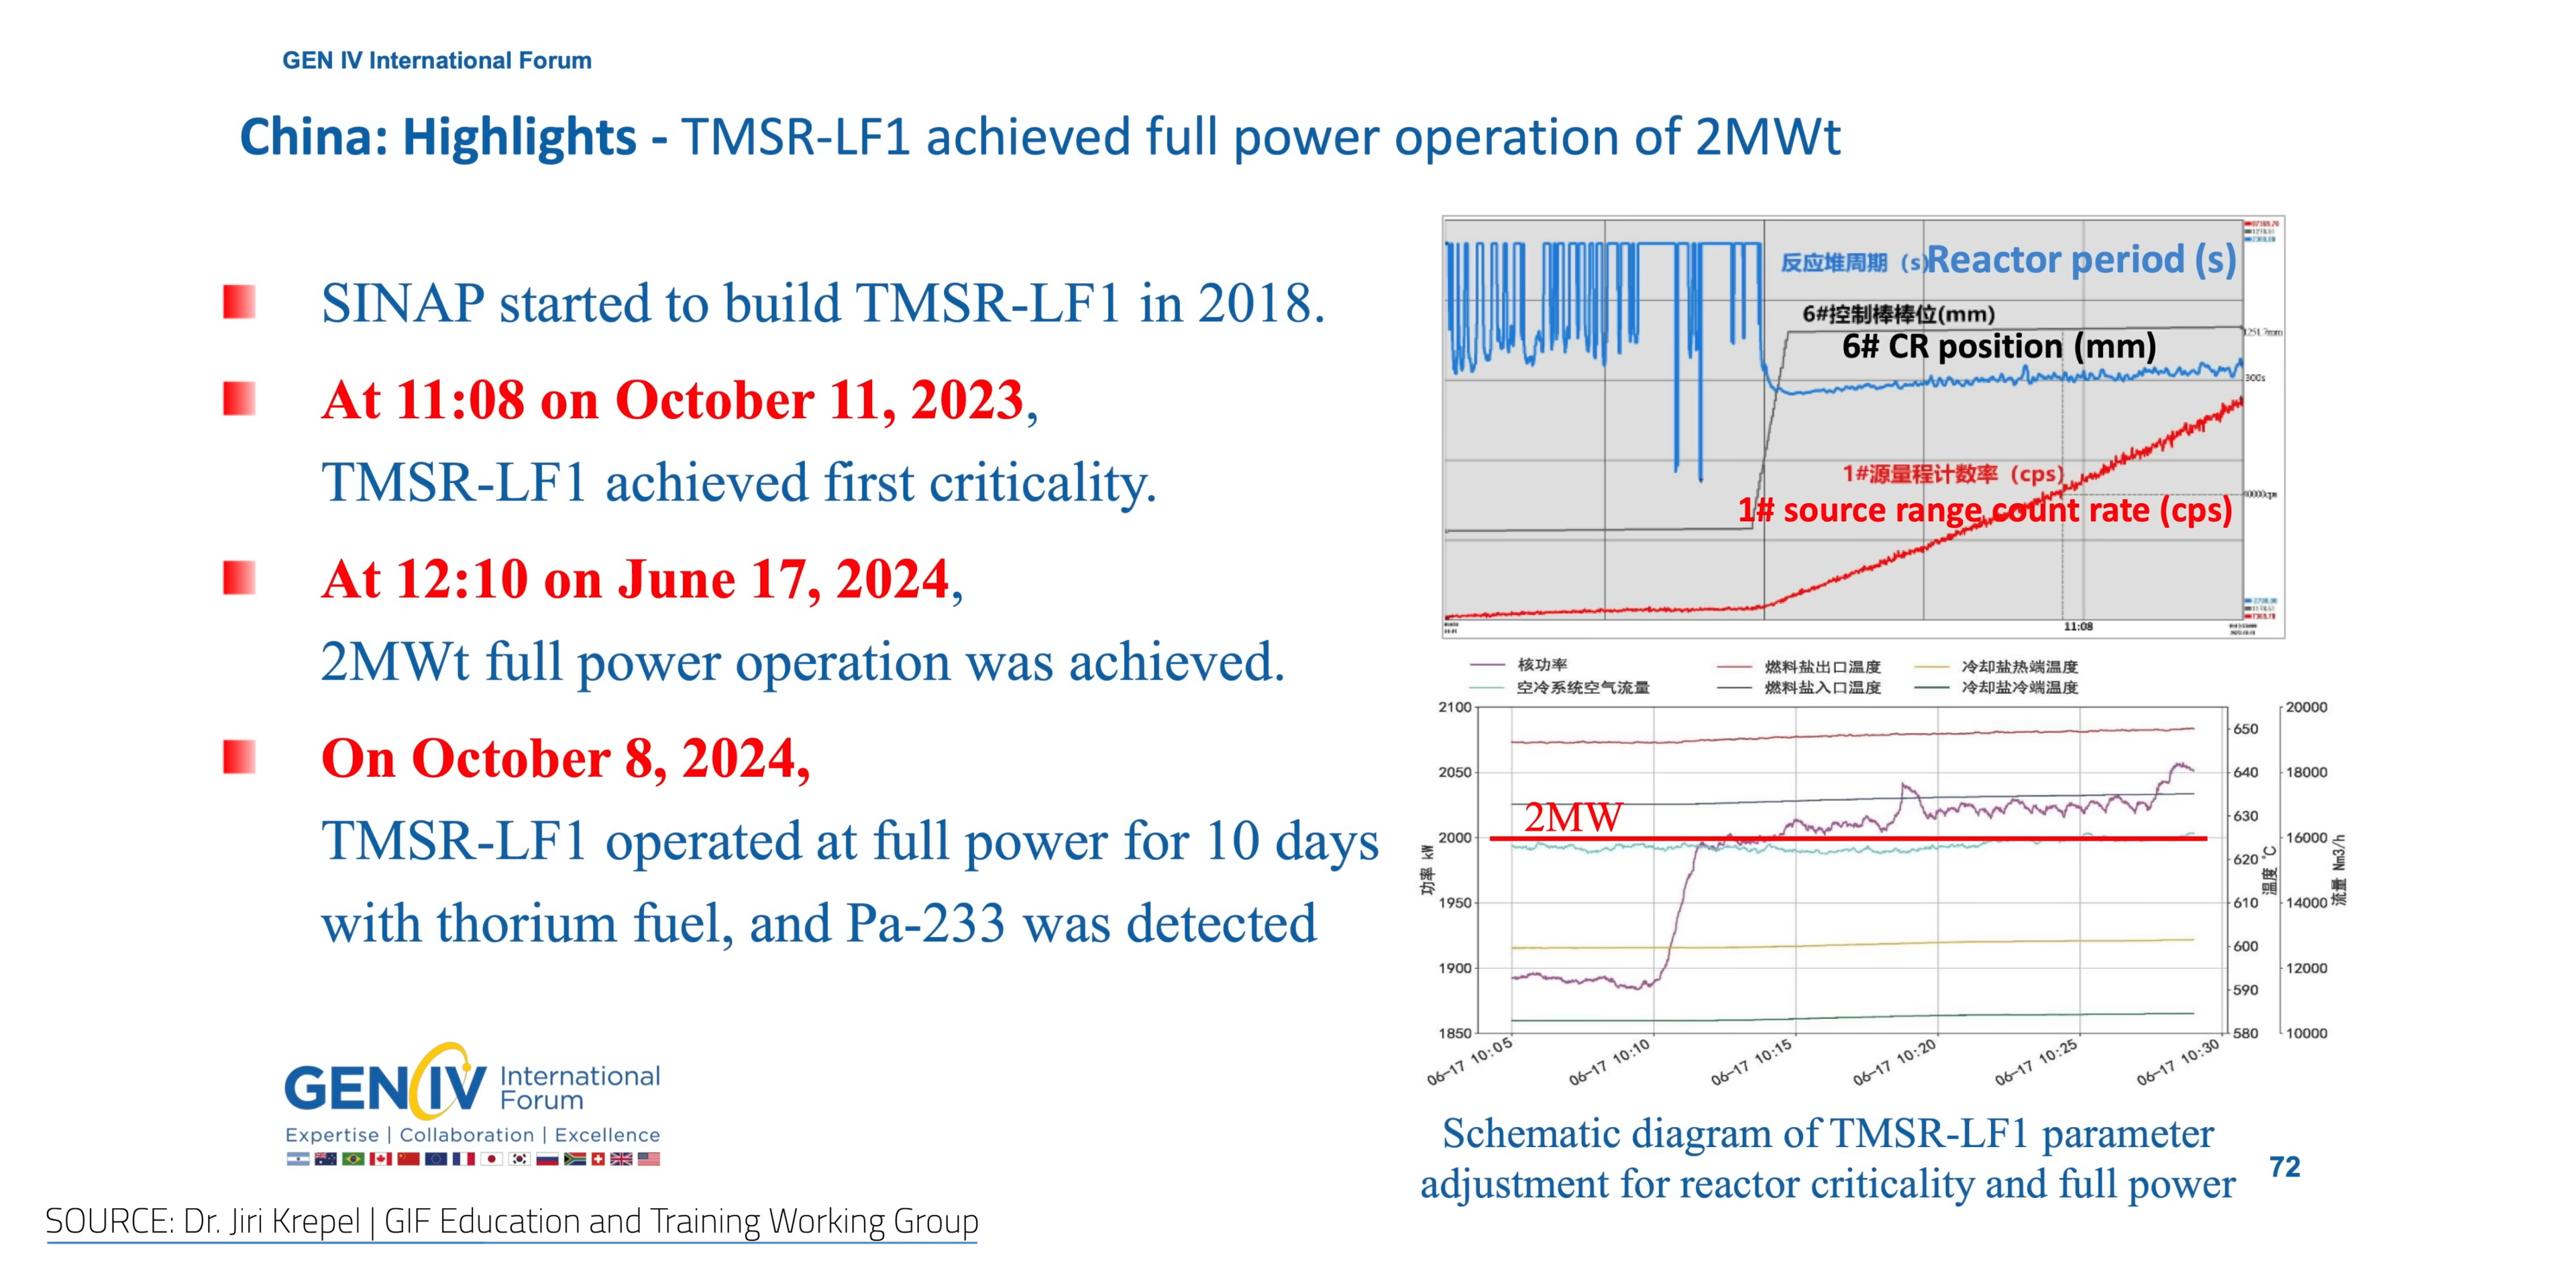 GEN IV International Forum
China: Highlights - TMSR-LF1 achieved full power operation of 2MWt
SINAP started to build TMSR-LF1 in 2018.
At 11:08 on October 11, 2023,
TMSR-LF1 achieved first criticality.
At 12:10 on June 17, 2024,
2MWt full power operation was achieved.
On October 8, 2024,
TMSR-LF1 operated at full power for 10 days
with thorium fuel, and Pa-233 was detected
反应堆周期（s）Reactor period (s)
6#控制棒棒位(mm)
6# CR position (mm)
300s
1#源量程计数率（cps）
1# source range count rate (cps)
11:08
核功率 燃料盐出口温度 冷却盐热端温度
空冷系统空气流量 燃料盐入口温度 冷却盐冷端温度
2100 20000
650
2050 640 18000
2MW 630
2000 16000
620
1950 610 14000
600
1900 12000
590
1850 580 10000
功率 kW
温度 °C
流量 Nm3/h
06-17 10:05 06-17 10:10 06-17 10:15 06-17 10:20 06-17 10:25 06-17 10:30
Schematic diagram of TMSR-LF1 parameter
adjustment for reactor criticality and full power
72
GENIV International
Forum
Expertise | Collaboration | Excellence
SOURCE: Dr. Jiri Krepel | GIF Education and Training Working Group